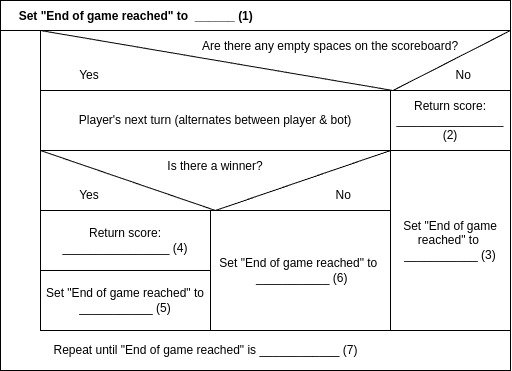 Set "End of game reached" to ______ (1)
Are there any empty spaces on the scoreboard?
Yes
No
Player's next turn (alternates between player & bot)
Return score:
________________
(2)
Is there a winner?
Yes
No
Return score:
________________ (4)
Set "End of game reached" to
___________ (5)
Set "End of game reached" to
___________ (6)
Set "End of game
reached" to
___________ (3)
Repeat until "End of game reached" is ____________ (7)